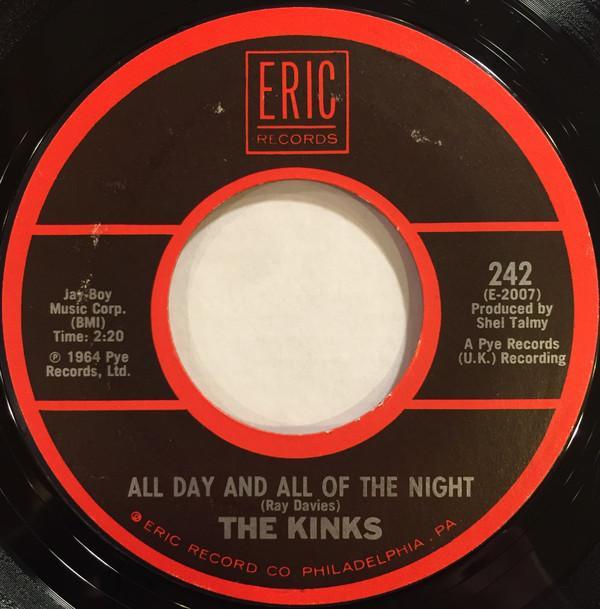 ERIC
RECORDS
Jay-Boy
Music Corp.
(BMI)
Time: 2:20
℗ 1964 Pye
Records, Ltd.
242
(E-2007)
Produced by
Shel Talmy
A Pye Records
(U.K.) Recording
ALL DAY AND ALL OF THE NIGHT
(Ray Davies)
THE KINKS
℗ ERIC RECORD CO PHILADELPHIA . PA